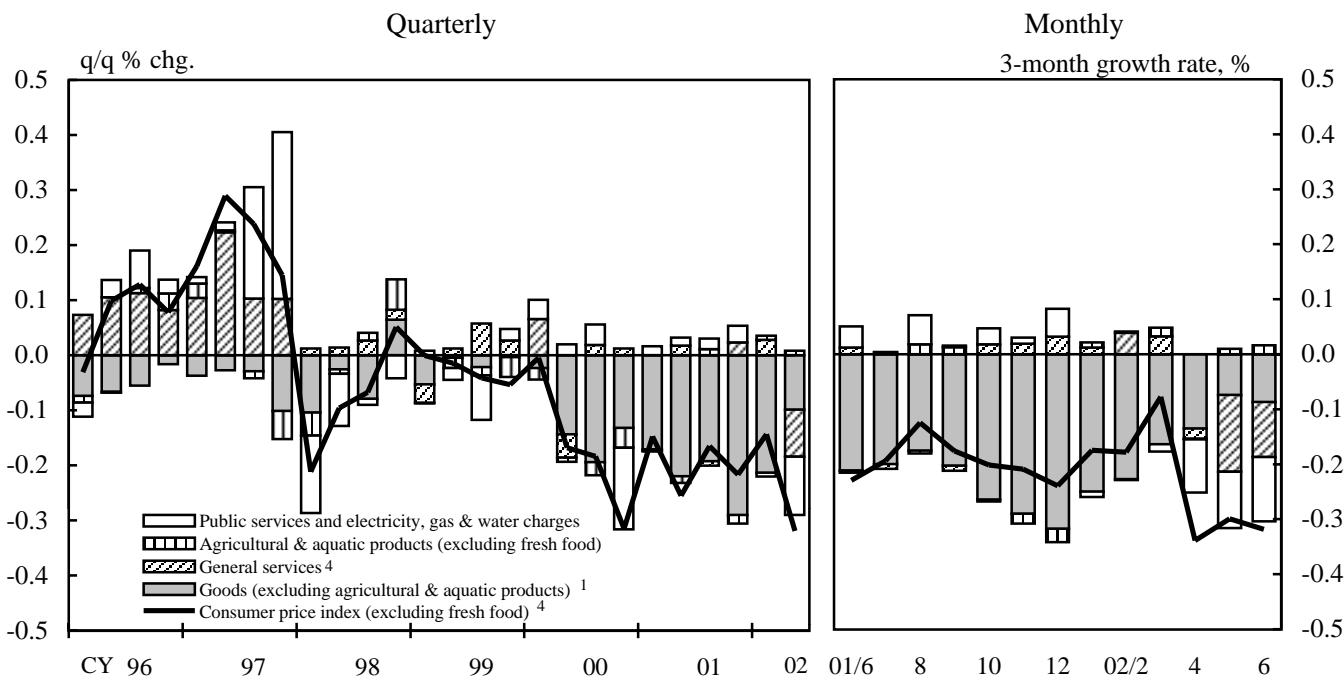 Quarterly
Monthly
q/q % chg.
3-month growth rate, %
0.5
0.4
0.3
0.2
0.1
0.0
-0.1
-0.2
-0.3
-0.4
-0.5
Public services and electricity, gas & water charges
Agricultural & aquatic products (excluding fresh food)
General services 4
Goods (excluding agricultural & aquatic products) 1
Consumer price index (excluding fresh food) 4
0.5
0.4
0.3
0.2
0.1
0.0
-0.1
-0.2
-0.3
-0.4
-0.5
CY 96 97 98 99 00 01 02
01/6 8 10 12 02/2 4 6